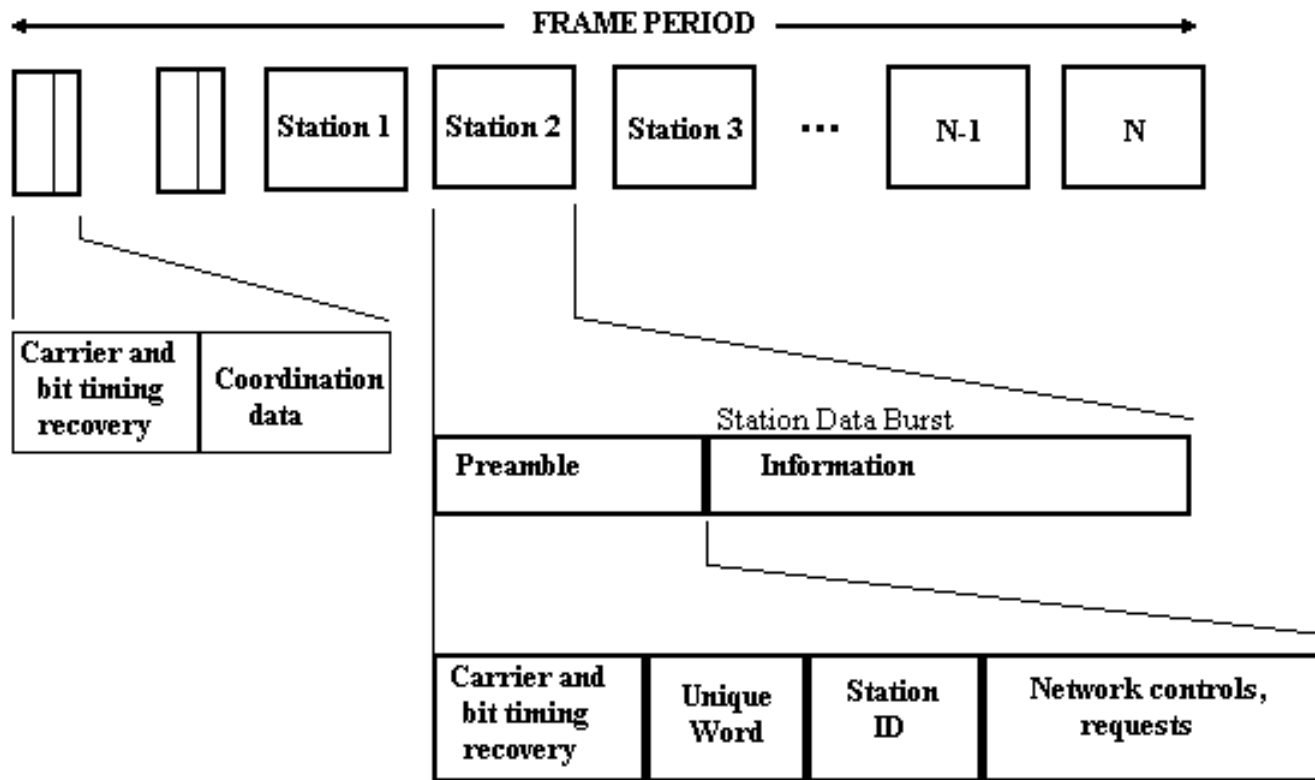 FRAME PERIOD
Station 1
Station 2
Station 3
...
N-1
N
Carrier and
bit timing
recovery
Coordination
data
Station Data Burst
Preamble
Information
Carrier and
bit timing
recovery
Unique
Word
Station
ID
Network controls,
requests